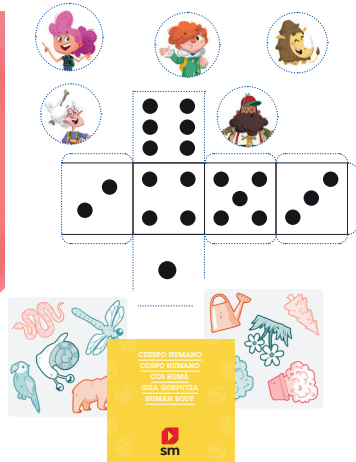 CUERPO HUMANO
CORPO HUMANO
COS HUMÀ
GIZA GORPUTZA
HUMAN BODY
sm